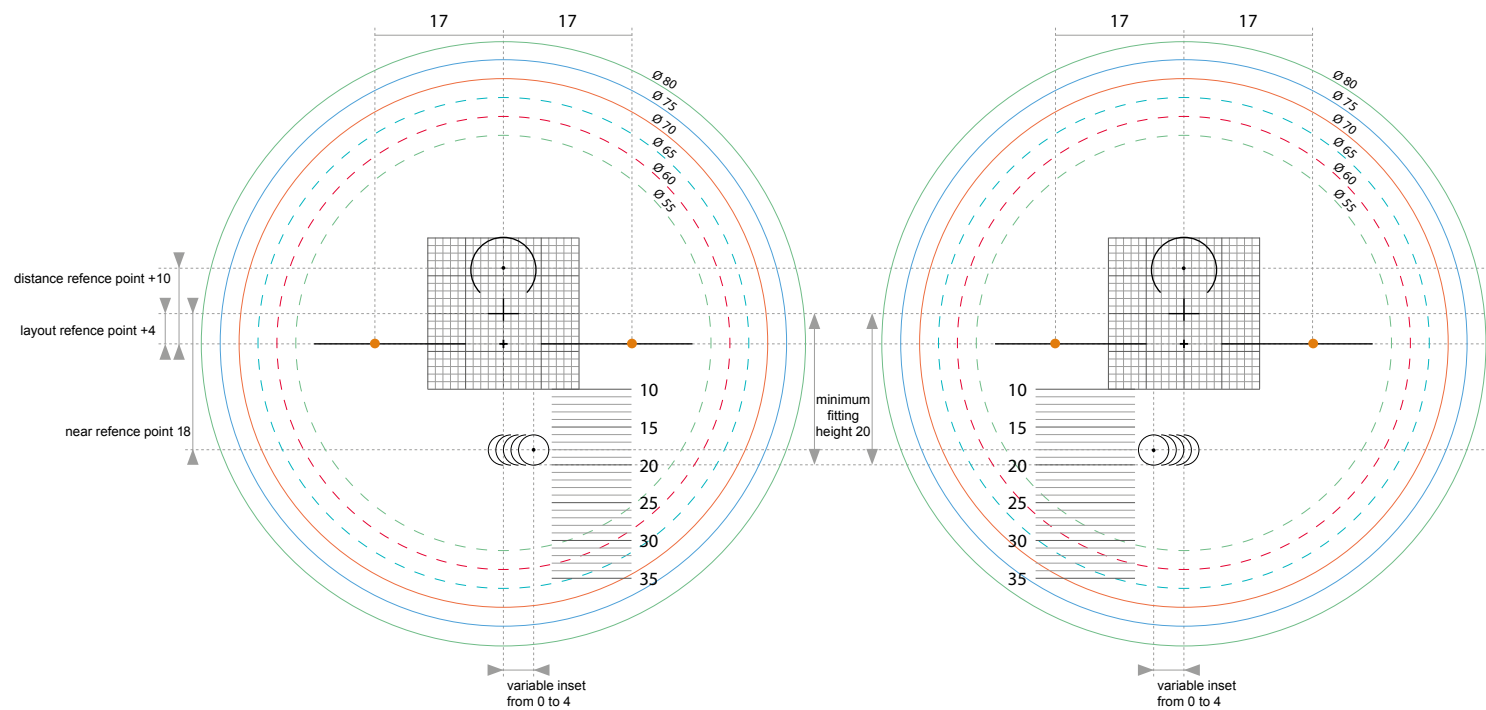 17 17 17 17
Ø 80 Ø 80
Ø 75 Ø 75
Ø 70 Ø 70
Ø 65 Ø 65
Ø 60 Ø 60
Ø 55 Ø 55
distance refence point +10
layout refence point +4
10 10
minimum
fitting
height 20
15 15
near refence point 18
20 20
25 25
30 30
35 35
variable inset
from 0 to 4
variable inset
from 0 to 4